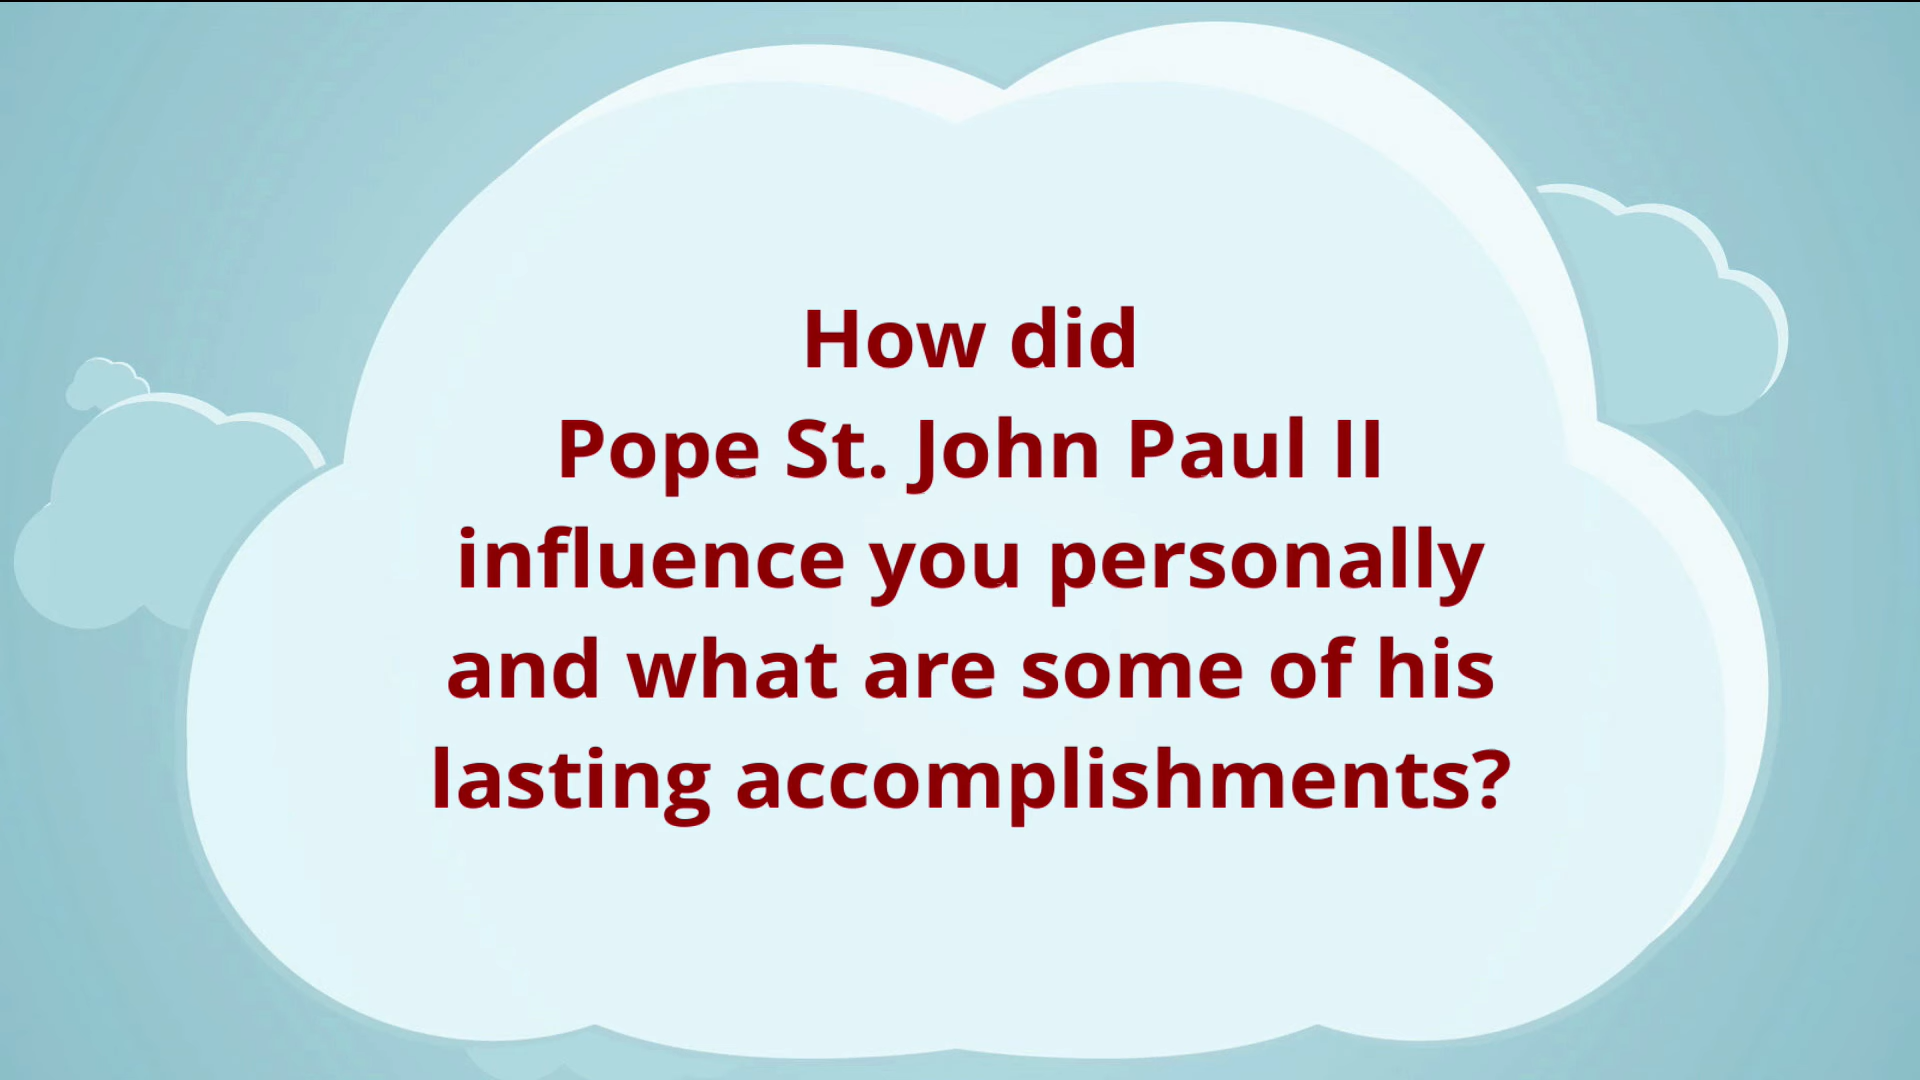 How did
Pope St. John Paul II
influence you personally
and what are some of his
lasting accomplishments?